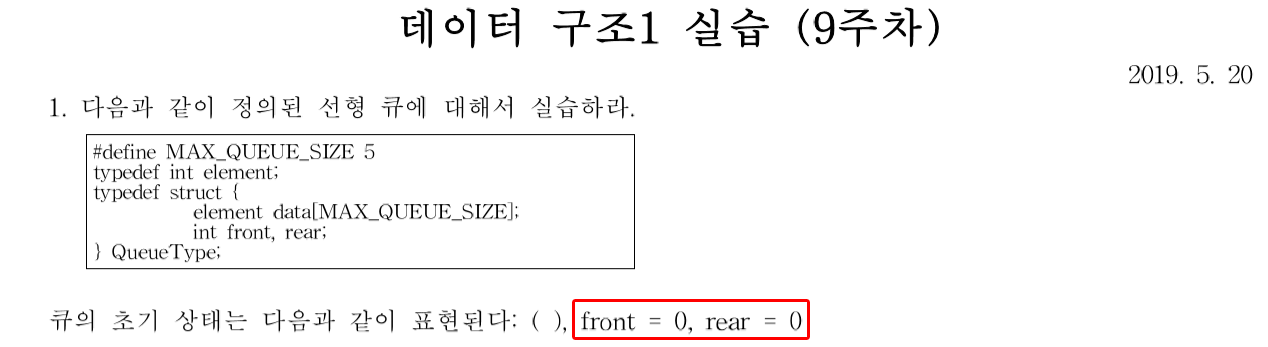 데이터 구조1 실습 (9주차)
2019. 5. 20
1. 다음과 같이 정의된 선형 큐에 대해서 실습하라.
#define MAX_QUEUE_SIZE 5
typedef int element;
typedef struct {
element data[MAX_QUEUE_SIZE];
int front, rear;
} QueueType;
큐의 초기 상태는 다음과 같이 표현된다: ( ), front = 0, rear = 0